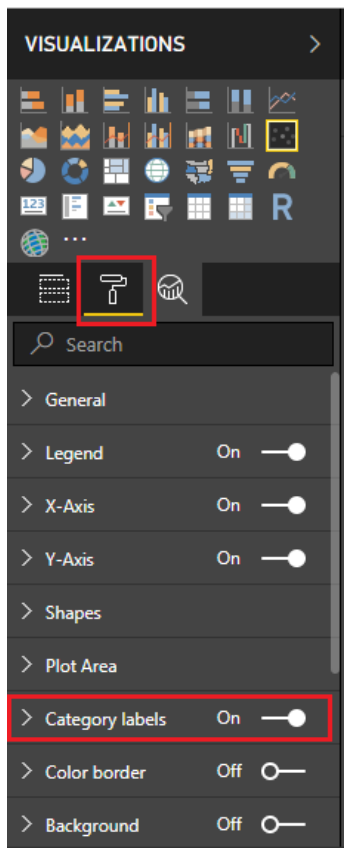 VISUALIZATIONS
123
R
Search
General
Legend On
X-Axis On
Y-Axis On
Shapes
Plot Area
Category labels On
Color border Off
Background Off